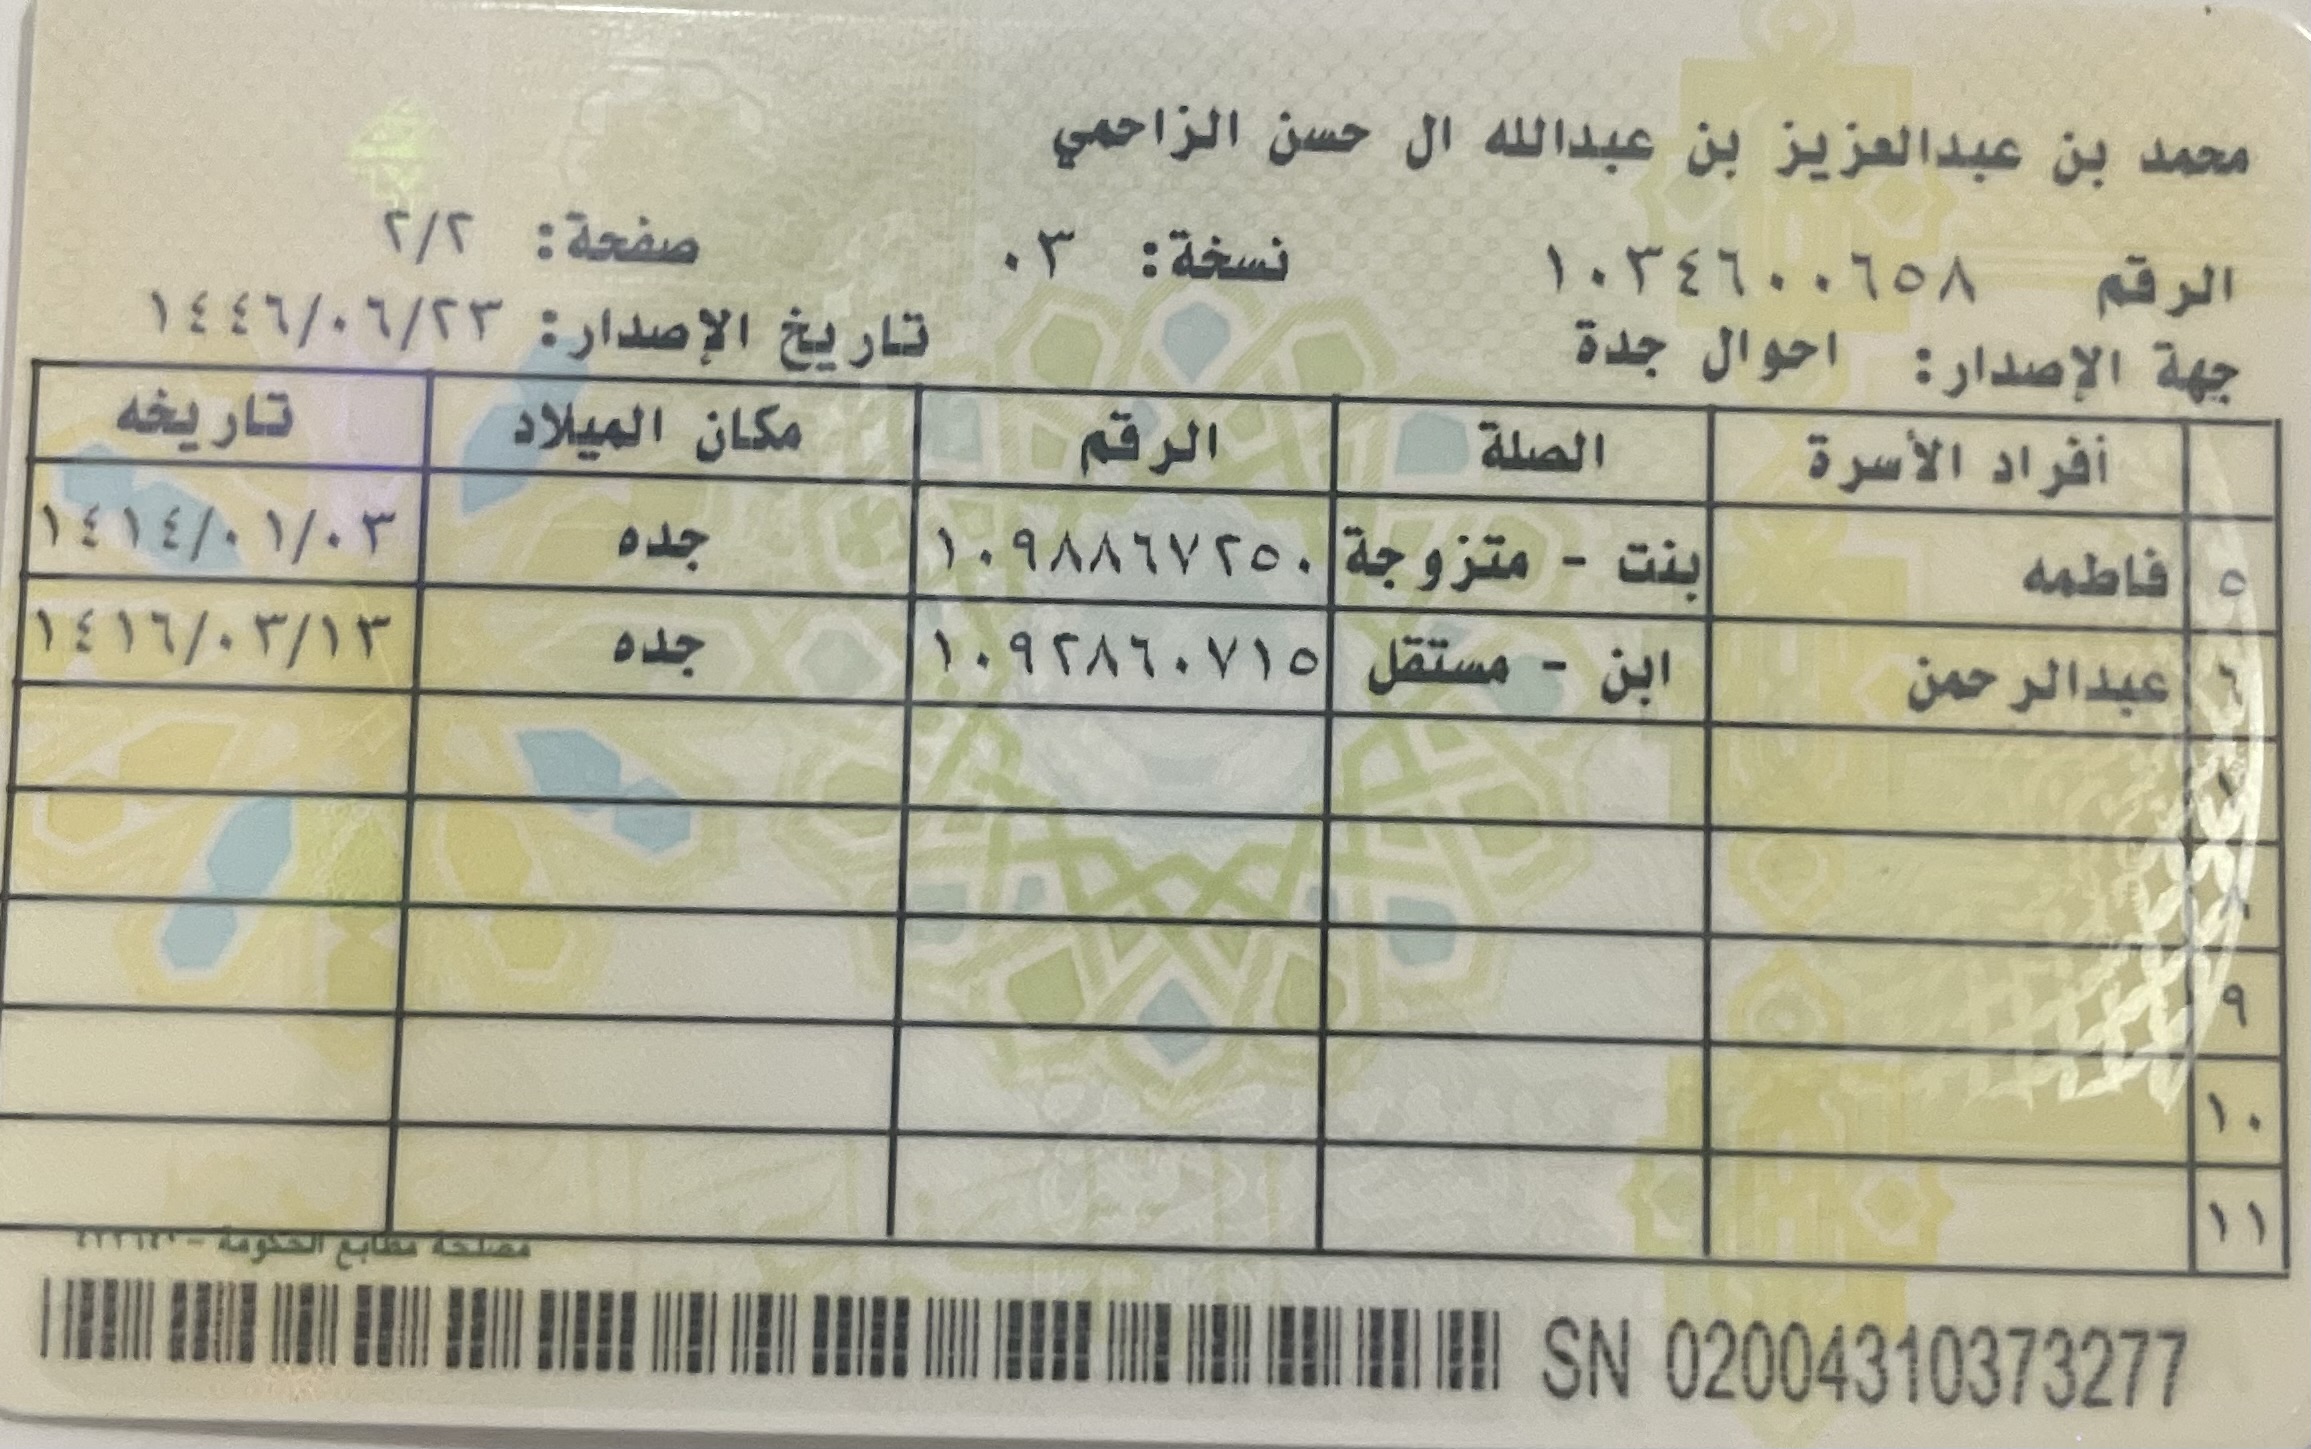 محمد بن عبدالعزيز بن عبدالله ال حسن الزاحمي
الرقم ١٠٣٤٦٠٠٦٥٨ نسخة: ٠٣ صفحة: ٢/٢
جهة الإصدار: احوال جدة تاريخ الإصدار: ١٤٤٦/٠٦/٢٣
أفراد الأسرة الصلة الرقم مكان الميلاد تاريخه
٥ فاطمه بنت - متزوجة ١٠٩٨٨٦٧٢٥٠ جده ١٤١٤/٠١/٠٣
٦ عبدالرحمن ابن - مستقل ١٠٩٢٨٦٠٧١٥ جده ١٤١٦/٠٣/١٣
٩
١٠
١١
مصلحة مطابع الحكومة -
SN 02004310373277